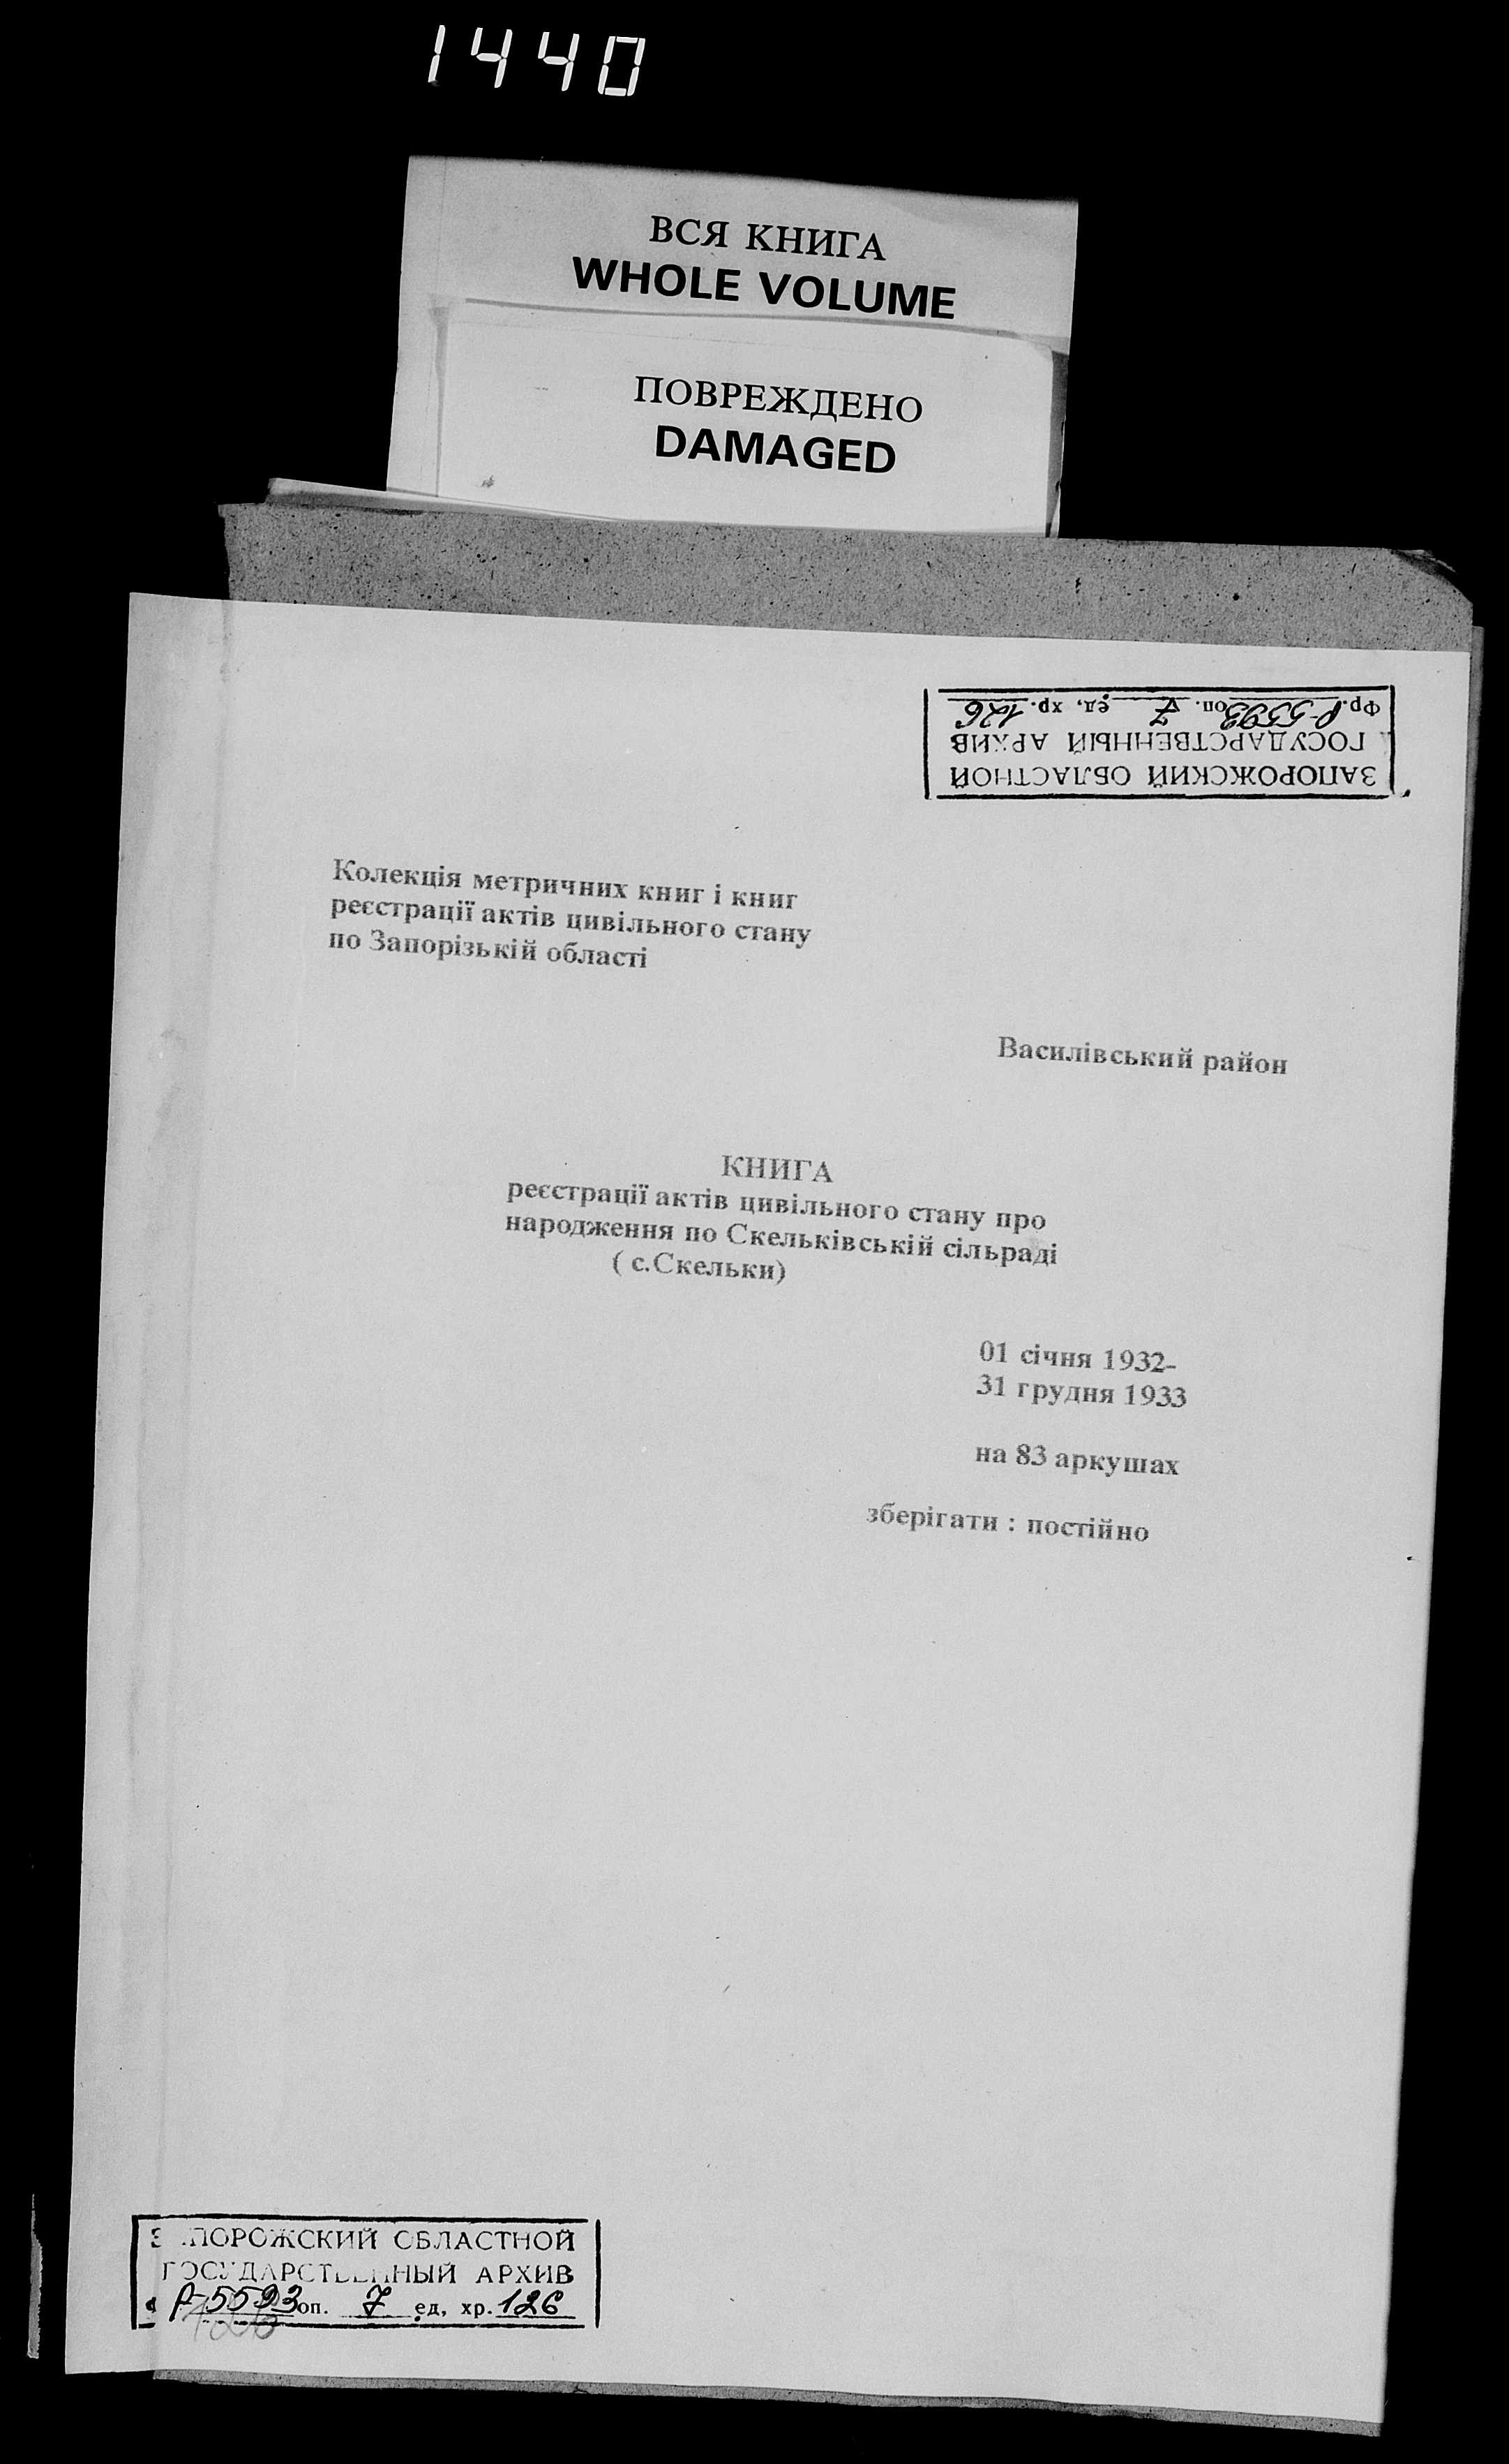 1440
ВСЯ КНИГА
WHOLE VOLUME
ПОВРЕЖДЕНО
DAMAGED
ЗАПОРОЖСКИЙ ОБЛАСТНОЙ
ГОСУДАРСТВЕННЫЙ АРХИВ
Фр. Р-5593 оп. 7 ед. хр. 126
Колекція метричних книг і книг
реєстрації актів цивільного стану
по Запорізькій області
Василівський район
КНИГА
реєстрації актів цивільного стану про
народження по Скельківській сільраді
( с.Скельки)
01 січня 1932-
31 грудня 1933
на 83 аркушах
зберігати : постійно
ЗАПОРОЖСКИЙ ОБЛАСТНОЙ
ГОСУДАРСТВЕННЫЙ АРХИВ
Р-5593 оп. 7 ед. хр. 126
126